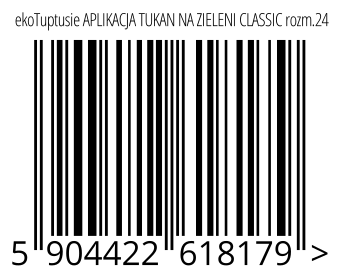 ekoTuptusie APLIKACJA TUKAN NA ZIELENI CLASSIC rozm.24
5 904422 618179 >